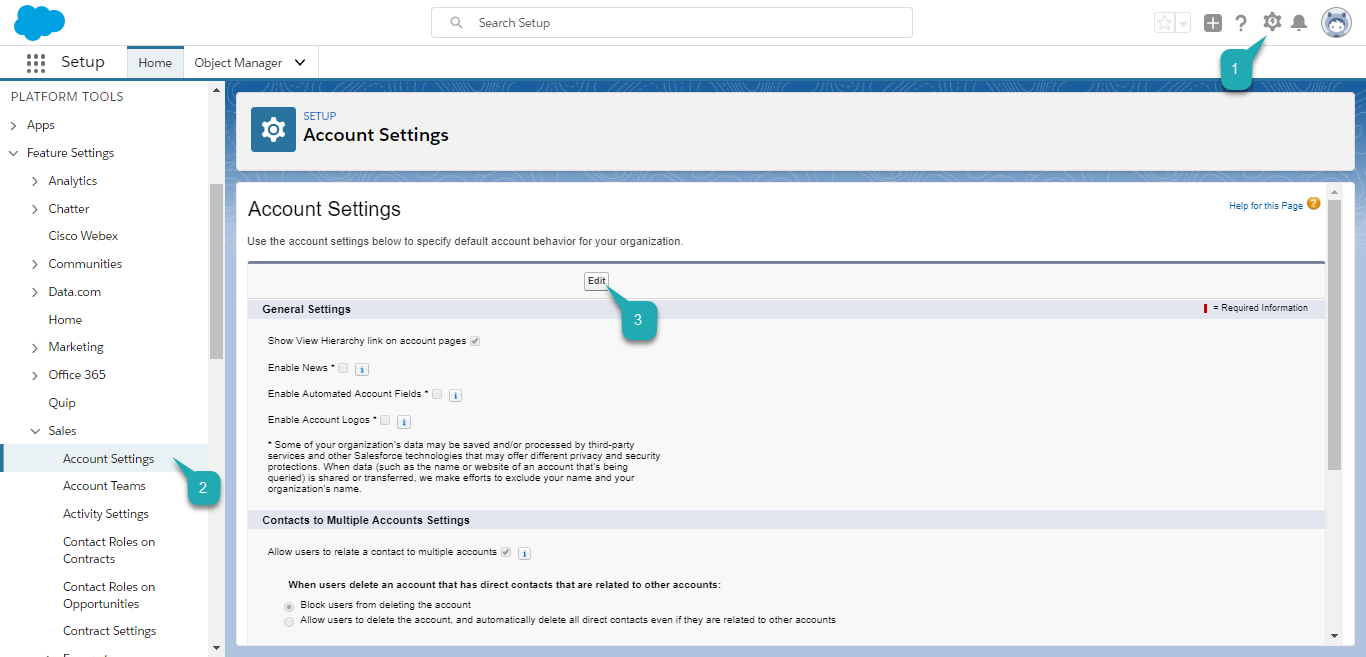 Search Setup
1
Setup
Home
Object Manager
PLATFORM TOOLS
Apps
Feature Settings
Analytics
Chatter
Cisco Webex
Communities
Data.com
Home
Marketing
Office 365
Quip
Sales
Account Settings
2
Account Teams
Activity Settings
Contact Roles on
Contracts
Contact Roles on
Opportunities
Contract Settings
SETUP
Account Settings
Account Settings
Help for this Page
Use the account settings below to specify default account behavior for your organization.
Edit
3
General Settings
= Required Information
Show View Hierarchy link on account pages
Enable News *
Enable Automated Account Fields *
Enable Account Logos *
* Some of your organization's data may be saved and/or processed by third-party
services and other Salesforce technologies that may offer different privacy and security
protections. When data (such as the name or website of an account that's being
queried) is shared or transferred, we make efforts to exclude your name and your
organization's name.
Contacts to Multiple Accounts Settings
Allow users to relate a contact to multiple accounts
When users delete an account that has direct contacts that are related to other accounts:
Block users from deleting the account
Allow users to delete the account, and automatically delete all direct contacts even if they are related to other accounts